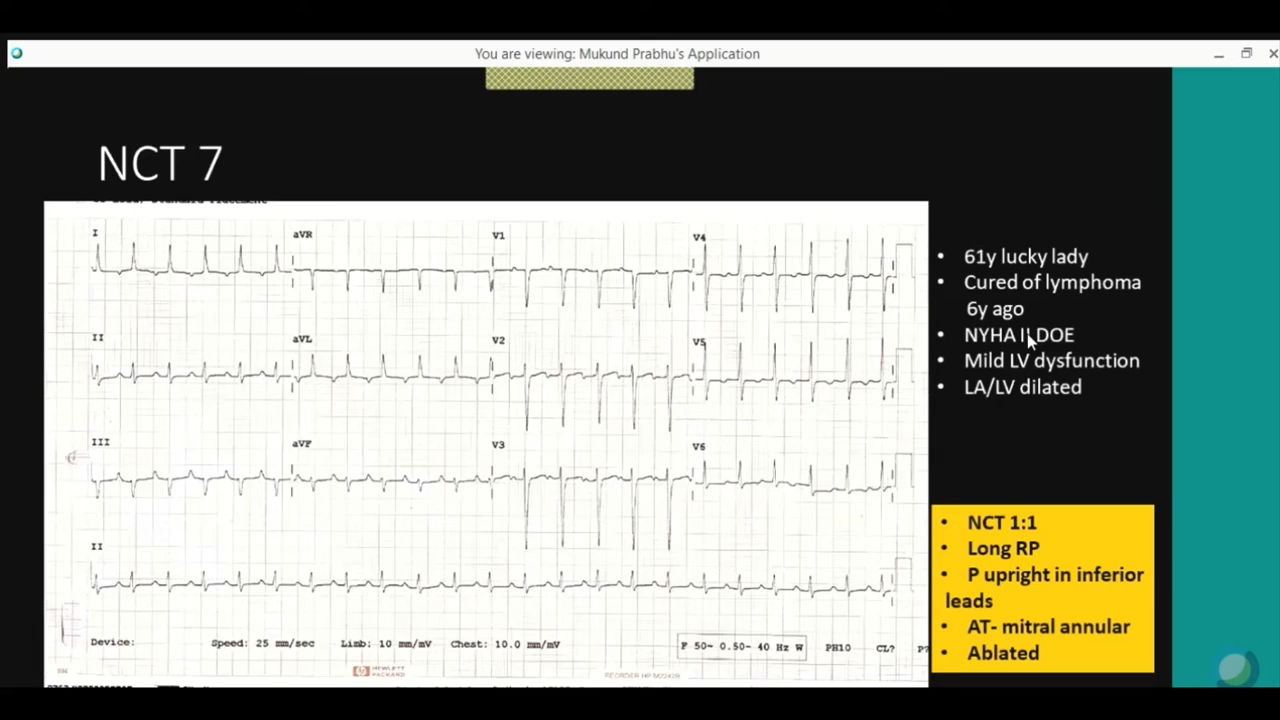 You are viewing: Mukund Prabhu's Application
NCT 7
I aVR V1 V4
II aVL V2 V5
III aVF V3 V6
II
Device: Speed: 25 mm/sec Limb: 10 mm/mV Chest: 10.0 mm/mV
50~ 0.50- 40 Hz W PH10 CL?
HEWLETT
PACKARD
• 61y lucky lady
• Cured of lymphoma
6y ago
• NYHA II DOE
• Mild LV dysfunction
• LA/LV dilated
• NCT 1:1
• Long RP
• P upright in inferior
leads
• AT- mitral annular
• Ablated